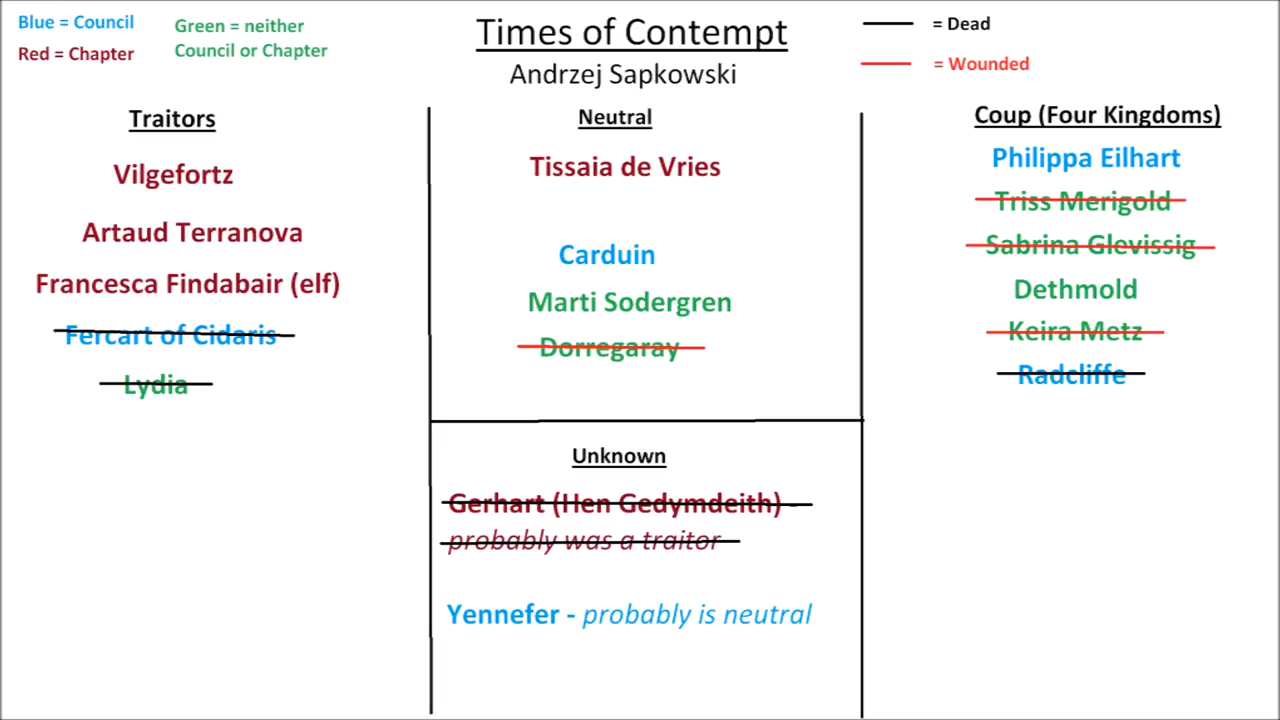 Blue = Council
Red = Chapter
Green = neither
Council or Chapter
Times of Contempt
Andrzej Sapkowski
= Dead
= Wounded
Traitors
Vilgefortz
Artaud Terranova
Francesca Findabair (elf)
Fercart of Cidaris
Lydia
Neutral
Tissaia de Vries
Carduin
Marti Sodergren
Dorregaray
Unknown
Gerhart (Hen Gedymdeith) -
probably was a traitor
Yennefer - probably is neutral
Coup (Four Kingdoms)
Philippa Eilhart
Triss Merigold
Sabrina Glevissig
Dethmold
Keira Metz
Radcliffe